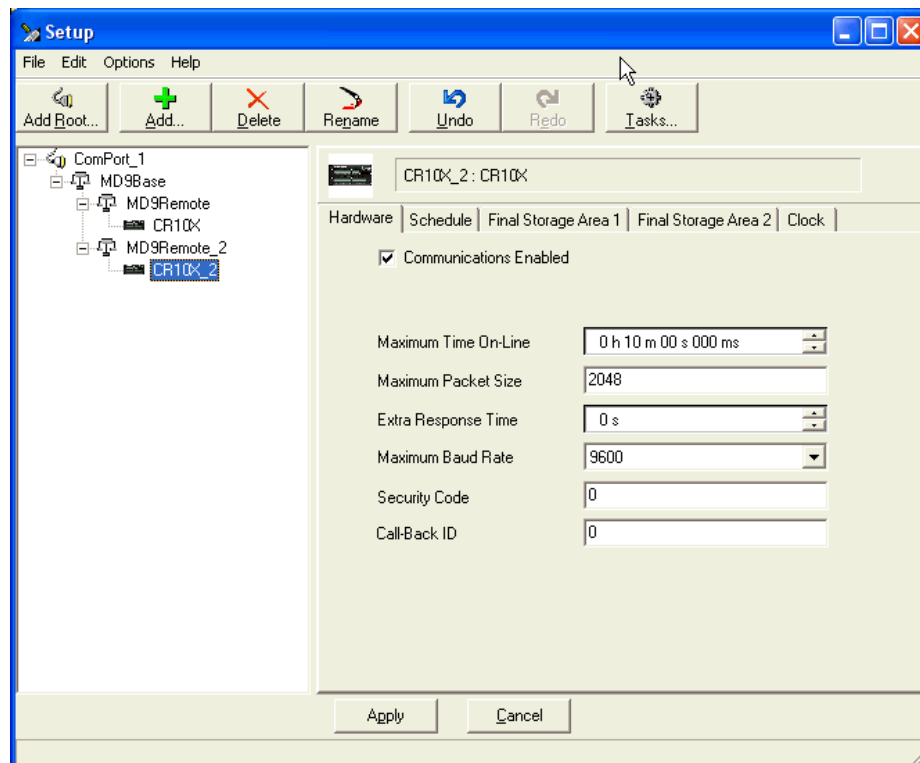 Setup
File Edit Options Help
Add Root... Add... Delete Rename Undo Redo Tasks...
ComPort_1
MD9Base
MD9Remote
CR10X
MD9Remote_2
CR10X_2
CR10X_2 : CR10X
Hardware Schedule Final Storage Area 1 Final Storage Area 2 Clock
Communications Enabled
Maximum Time On-Line 0 h 10 m 00 s 000 ms
Maximum Packet Size 2048
Extra Response Time 0 s
Maximum Baud Rate 9600
Security Code 0
Call-Back ID 0
Apply Cancel